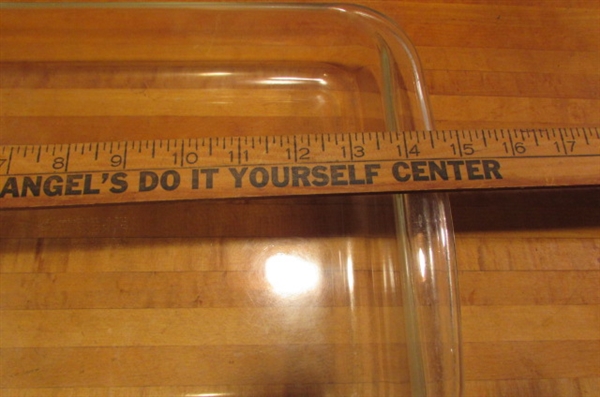 7 8 9 10 11 12 13 14 15 16 17
ANGEL'S DO IT YOURSELF CENTER